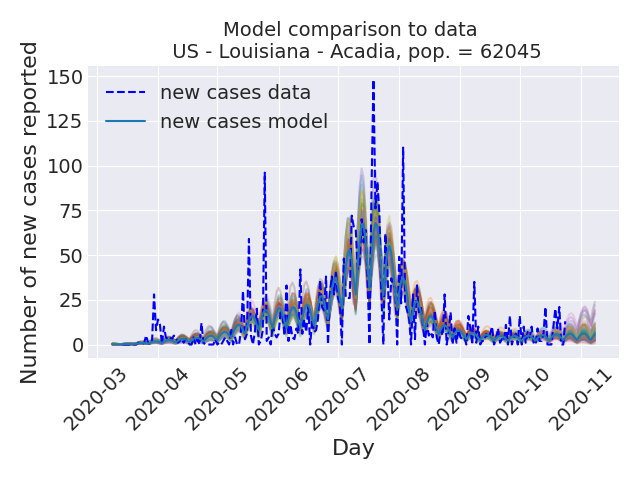 Model comparison to data
US - Louisiana - Acadia, pop. = 62045
Number of new cases reported
150
125
100
75
50
25
0
new cases data
new cases model
2020-03
2020-04
2020-05
2020-06
2020-07
2020-08
2020-09
2020-10
2020-11
Day